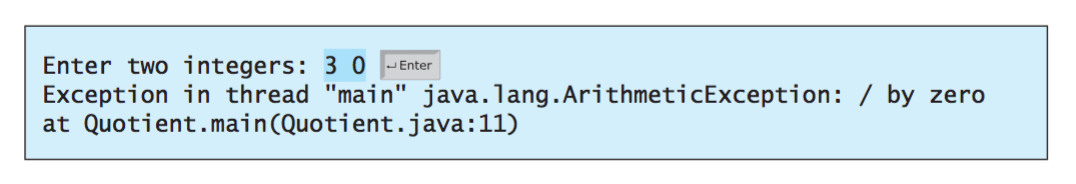 Enter two integers: 3 0 ↵Enter
Exception in thread "main" java.lang.ArithmeticException: / by zero
at Quotient.main(Quotient.java:11)